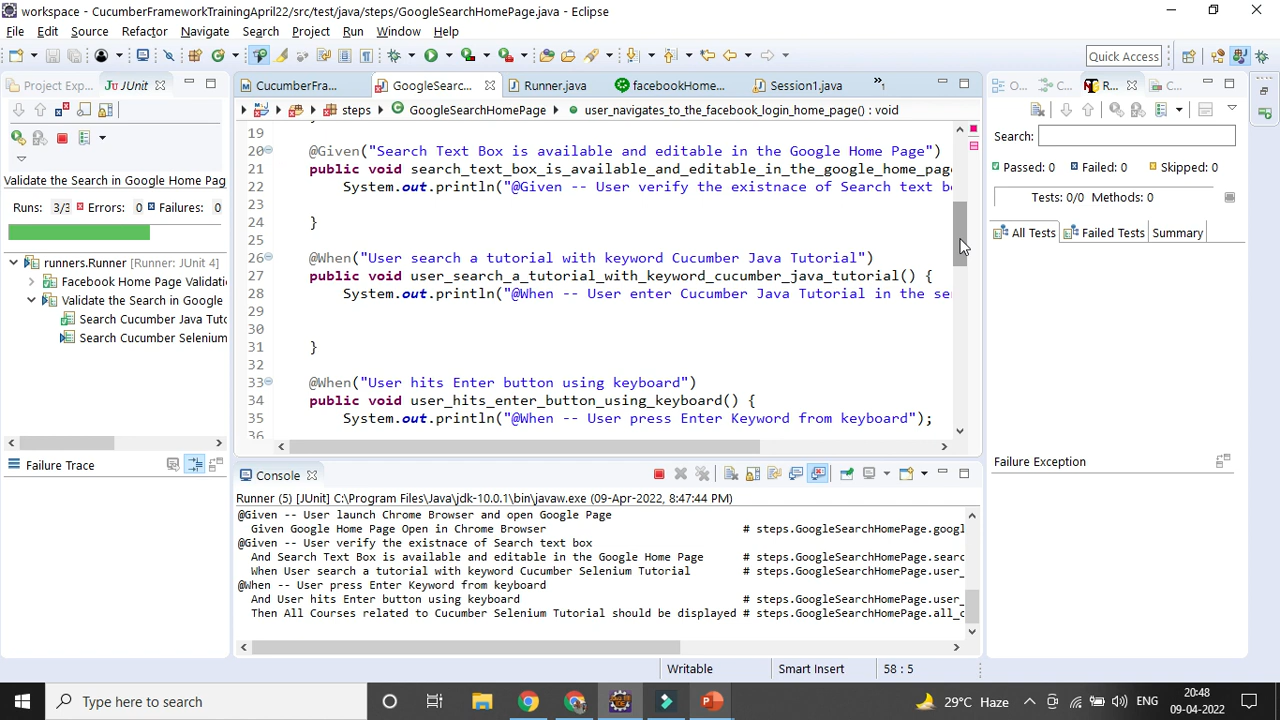 workspace - CucumberFrameworkTrainingApril22/src/test/java/steps/GoogleSearchHomePage.java - Eclipse
File Edit Source Refactor Navigate Search Project Run Window Help
Quick Access
Project Exp... JUnit
CucumberFra... GoogleSearc... Runner.java facebookHome... Session1.java »1
O... C... R... C...
steps GoogleSearchHomePage user_navigates_to_the_facebook_login_home_page() : void
Validate the Search in Google Home Pag
Runs: 3/3 Errors: 0 Failures: 0
runners.Runner [Runner: JUnit 4]
Facebook Home Page Validatio
Validate the Search in Google
Search Cucumber Java Tuto
Search Cucumber Selenium
Failure Trace
19
20 @Given("Search Text Box is available and editable in the Google Home Page")
21 public void search_text_box_is_available_and_editable_in_the_google_home_pag
22 System.out.println("@Given -- User verify the existnace of Search text bo
23
24 }
25
26 @When("User search a tutorial with keyword Cucumber Java Tutorial")
27 public void user_search_a_tutorial_with_keyword_cucumber_java_tutorial() {
28 System.out.println("@When -- User enter Cucumber Java Tutorial in the se
29
30
31 }
32
33 @When("User hits Enter button using keyboard")
34 public void user_hits_enter_button_using_keyboard() {
35 System.out.println("@When -- User press Enter Keyword from keyboard");
36
Search:
Passed: 0 Failed: 0 Skipped: 0
Tests: 0/0 Methods: 0
All Tests Failed Tests Summary
Failure Exception
Console
Runner (5) [JUnit] C:\Program Files\Java\jdk-10.0.1\bin\javaw.exe (09-Apr-2022, 8:47:44 PM)
@Given -- User launch Chrome Browser and open Google Page
Given Google Home Page Open in Chrome Browser # steps.GoogleSearchHomePage.googl
@Given -- User verify the existnace of Search text box
And Search Text Box is available and editable in the Google Home Page # steps.GoogleSearchHomePage.searc
When User search a tutorial with keyword Cucumber Selenium Tutorial # steps.GoogleSearchHomePage.user_
@When -- User press Enter Keyword from keyboard
And User hits Enter button using keyboard # steps.GoogleSearchHomePage.user_
Then All Courses related to Cucumber Selenium Tutorial should be displayed # steps.GoogleSearchHomePage.all_c
Writable Smart Insert 58 : 5
Type here to search
29°C Haze ENG
20:48
09-04-2022